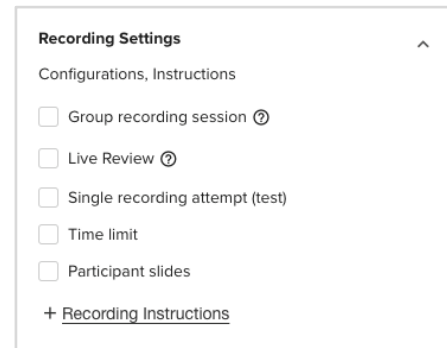 Recording Settings
Configurations, Instructions
Group recording session ?
Live Review ?
Single recording attempt (test)
Time limit
Participant slides
+ Recording Instructions